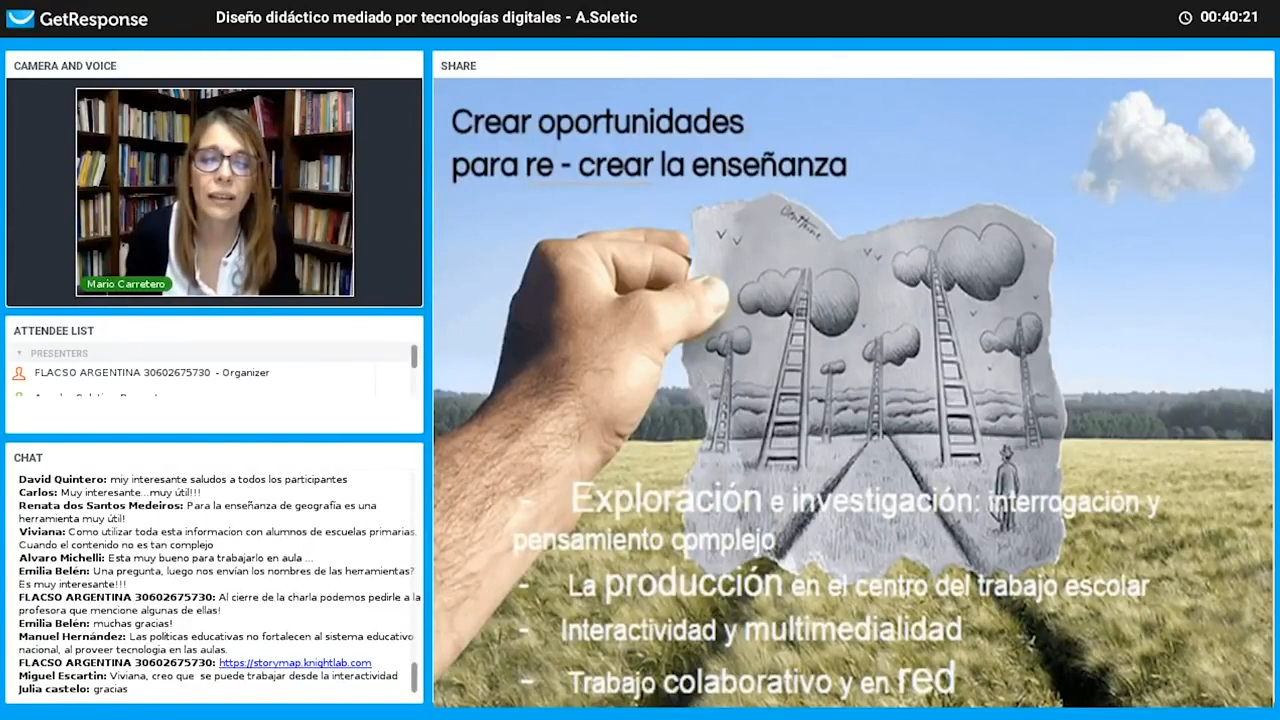 GetResponse
Diseño didáctico mediado por tecnologías digitales - A.Soletic
00:40:21
CAMERA AND VOICE
Mario Carretero
ATTENDEE LIST
PRESENTERS
FLACSO ARGENTINA 30602675730 - Organizer
CHAT
David Quintero: miy interesante saludos a todos los participantes
Carlos: Muy interesante...muy útil!!!
Renata dos Santos Medeiros: Para la enseñanza de geografía es una
herramienta muy útil!
Viviana: Como utilizar toda esta informacion con alumnos de escuelas primarias.
Cuando el contenido no es tan complejo
Alvaro Michelli: Esta muy bueno para trabajarlo en aula ...
Emilia Belén: Una pregunta, luego nos envían los nombres de las herramientas?
Es muy interesante!!!
FLACSO ARGENTINA 30602675730: Al cierre de la charla podemos pedirle a la
profesora que mencione algunas de ellas!
Emilia Belén: muchas gracias!
Manuel Hernández: Las politicas educativas no fortalecen al sistema educativo
nacional, al proveer tecnologia en las aulas.
FLACSO ARGENTINA 30602675730: https://storymap.knightlab.com
Miguel Escartin: Viviana, creo que se puede trabajar desde la interactividad
Julia castelo: gracias
SHARE
Crear oportunidades
para re - crear la enseñanza
- Exploración e investigación: interrogación y
pensamiento complejo
- La producción en el centro del trabajo escolar
- Interactividad y multimedialidad
- Trabajo colaborativo y en red